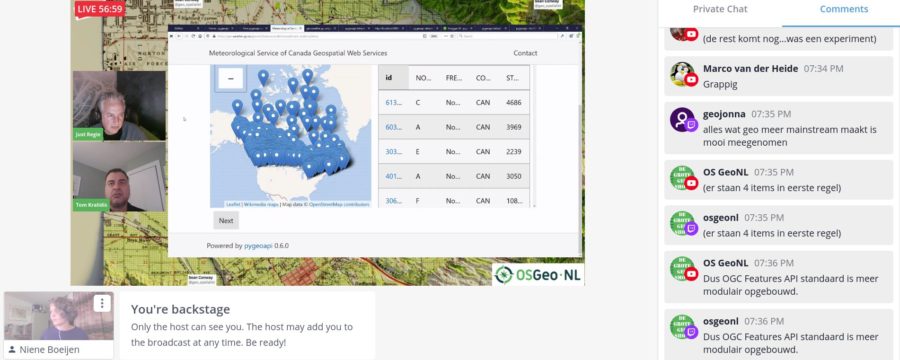 LIVE 56:59
Sean Conway
Meteorological Service of Canada Geospatial Web Services
Contact
−
id NO... FRE... CO... ST...
613... C No... CAN 4686
603... A No... CAN 3969
303... E No... CAN 2239
401... A No... CAN 3050
306... F No... CAN 108...
Leaflet | Wikimedia maps | Map data © OpenStreetMap contributors
Next
Powered by pygeoapi 0.6.0
Just Regie
Tom Kralidis
Sean Conway
OSGeo·NL
Niene Boeijen
You're backstage
Only the host can see you. The host may add you to
the broadcast at any time. Be ready!
Private Chat
Comments
(de rest komt nog...was een experiment)
Marco van der Heide 07:34 PM
Grappig
geojonna 07:35 PM
alles wat geo meer mainstream maakt is
mooi meegenomen
OS GeoNL 07:35 PM
(er staan 4 items in eerste regel)
osgeonl 07:35 PM
(er staan 4 items in eerste regel)
OS GeoNL 07:36 PM
Dus OGC Features API standaard is meer
modulair opgebouwd.
osgeonl 07:36 PM
Dus OGC Features API standaard is meer
modulair opgebouwd.